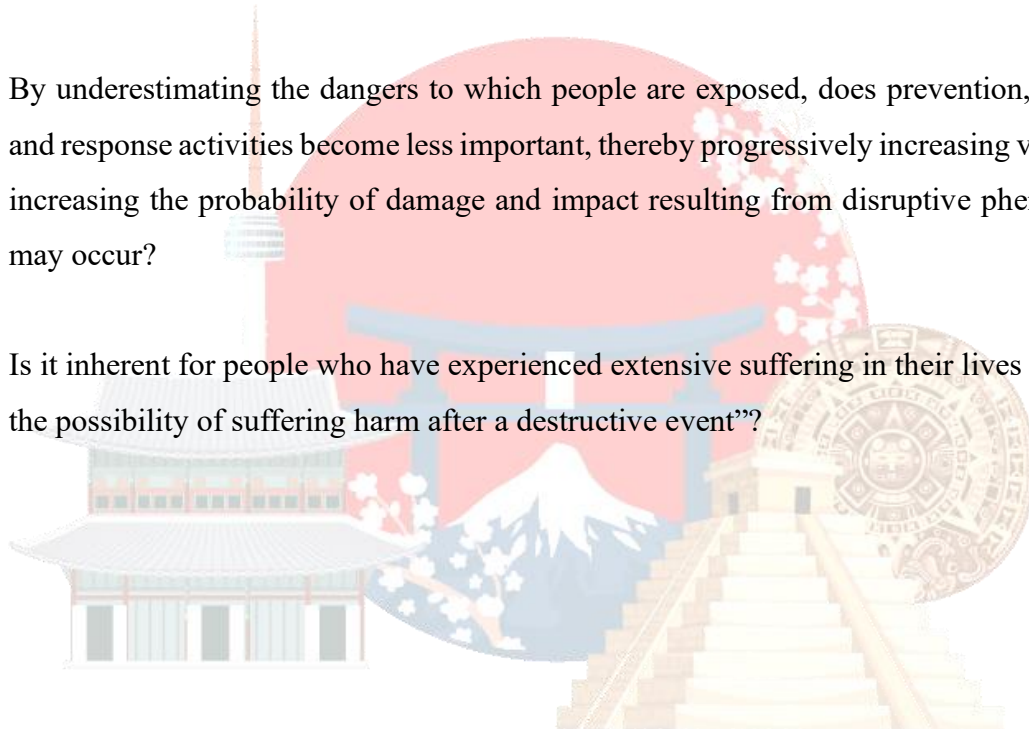 By underestimating the dangers to which people are exposed, does prevention,
and response activities become less important, thereby progressively increasing
increasing the probability of damage and impact resulting from disruptive
may occur?
Is it inherent for people who have experienced extensive suffering in their lives
the possibility of suffering harm after a destructive event”?